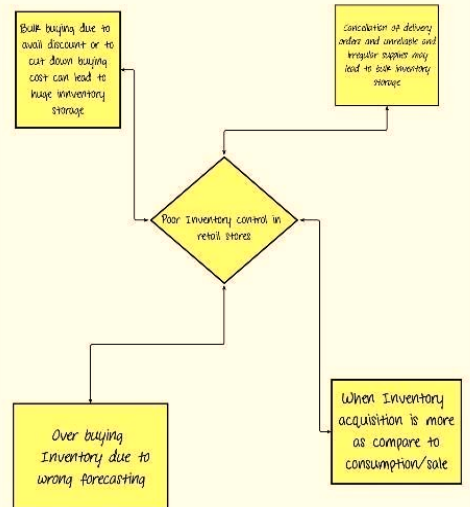 Bulk buying due to
avail discount or to
cut down buying
cost can lead to
huge innventory
storage
Cancellation of delivery
orders and unreliable and
irregular supplies may
lead to bulk inventory
storage
Poor Inventory control in
retail stores
Over buying
Inventory due to
wrong forecasting
When Inventory
acquisition is more
as compare to
consumption/sale